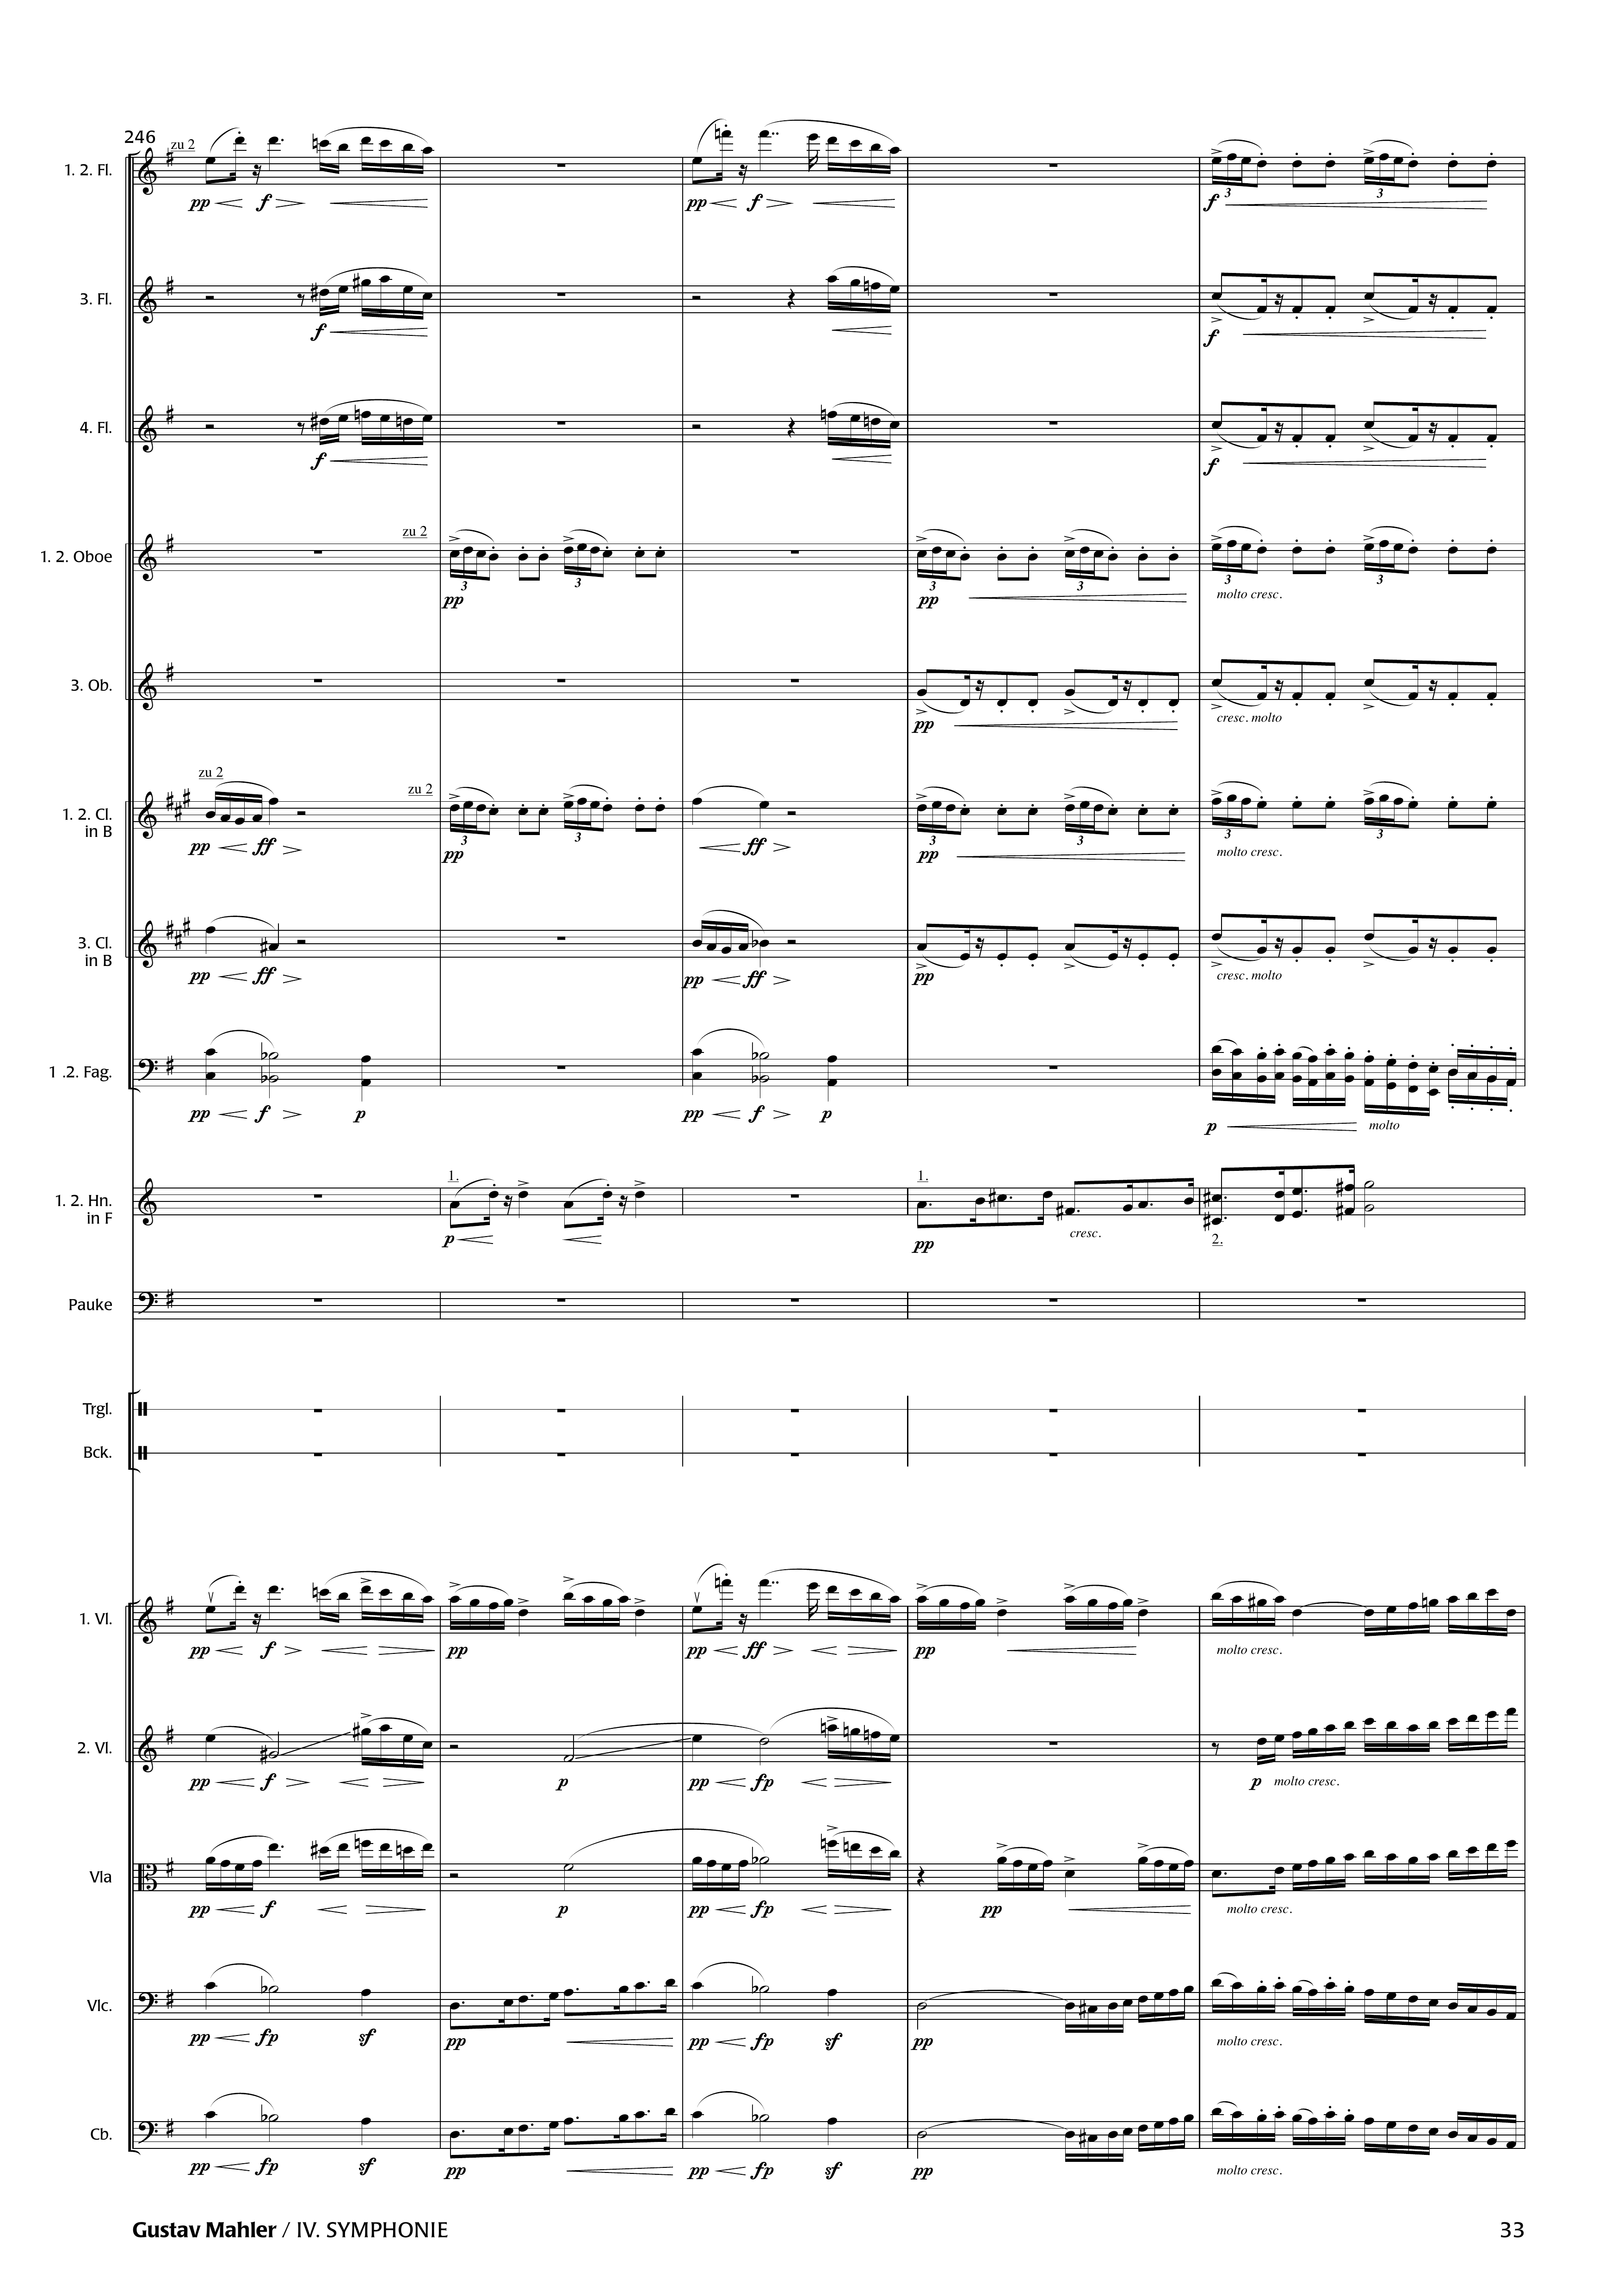 246
zu 2
1. 2. Fl.
pp f pp f f
3 3
3. Fl.
f f
4. Fl.
f f
zu 2
1. 2. Oboe
3 3 3 3 3 3
pp pp molto cresc.
3. Ob.
pp cresc. molto
zu 2 zu 2
1. 2. Cl.
in B
3 3 3 3 3 3
pp ff pp ff pp molto cresc.
3. Cl.
in B
pp ff pp ff pp cresc. molto
1 .2. Fag.
pp f p pp f p p molto
1. 1.
1. 2. Hn.
in F
p pp cresc. 2.
Pauke
Trgl.
Bck.
1. Vl.
pp f pp pp ff pp molto cresc.
2. Vl.
pp f p pp fp p molto cresc.
Vla
pp f p pp fp pp molto cresc.
Vlc.
pp fp sf pp pp fp sf pp molto cresc.
Cb.
pp fp sf pp pp fp sf pp molto cresc.
Gustav Mahler / IV. SYMPHONIE
33